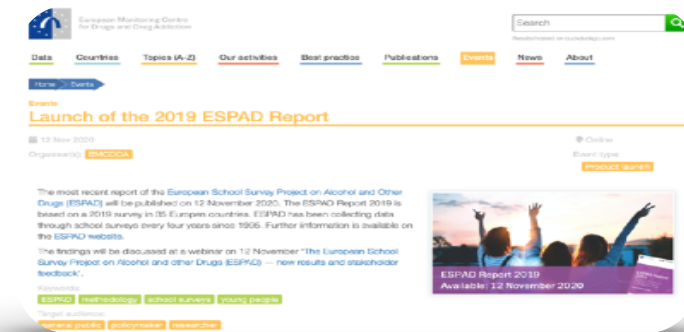 European Monitoring Centre
for Drugs and Drug Addiction
Search
Data Countries Topics (A-Z) Our activities Best practice Publications Events News About
Home Events
Events
Launch of the 2019 ESPAD Report
12 Nov 2020
Online
Organiser(s): EMCDDA
Event type:
Product launch
The most recent report of the European School Survey Project on Alcohol and Other
Drugs (ESPAD) will be published on 12 November 2020. The ESPAD Report 2019 is
based on a 2019 survey in 35 European countries. ESPAD has been collecting data
through school surveys every four years since 1995. Further information is available on
the ESPAD website.
The findings will be discussed at a webinar on 12 November 'The European School
Survey Project on Alcohol and other Drugs (ESPAD) — new results and stakeholder
feedback'.
ESPAD Report 2019
Available: 12 November 2020
Keywords:
ESPAD methodology school surveys young people
Target audience:
general public policymaker researcher